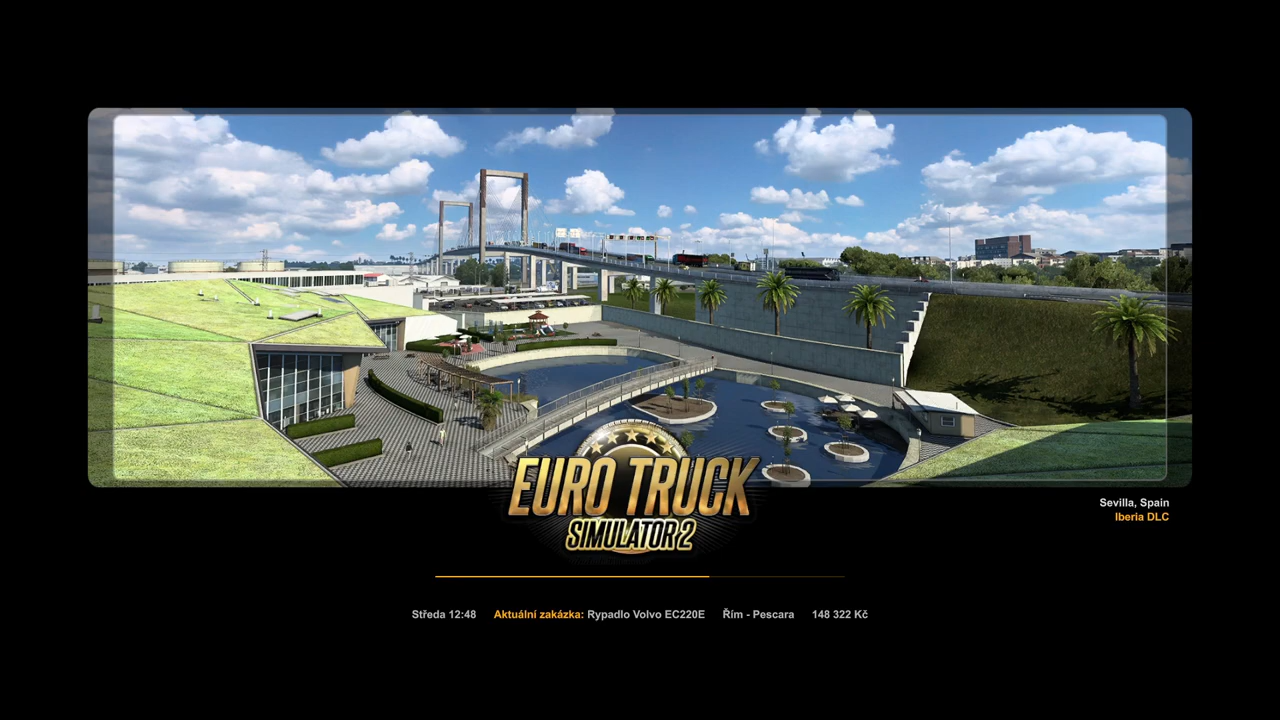 EURO TRUCK
SIMULATOR 2
Sevilla, Spain
Iberia DLC
Středa 12:48 Aktuální zakázka: Rypadlo Volvo EC220E Řím - Pescara 148 322 Kč